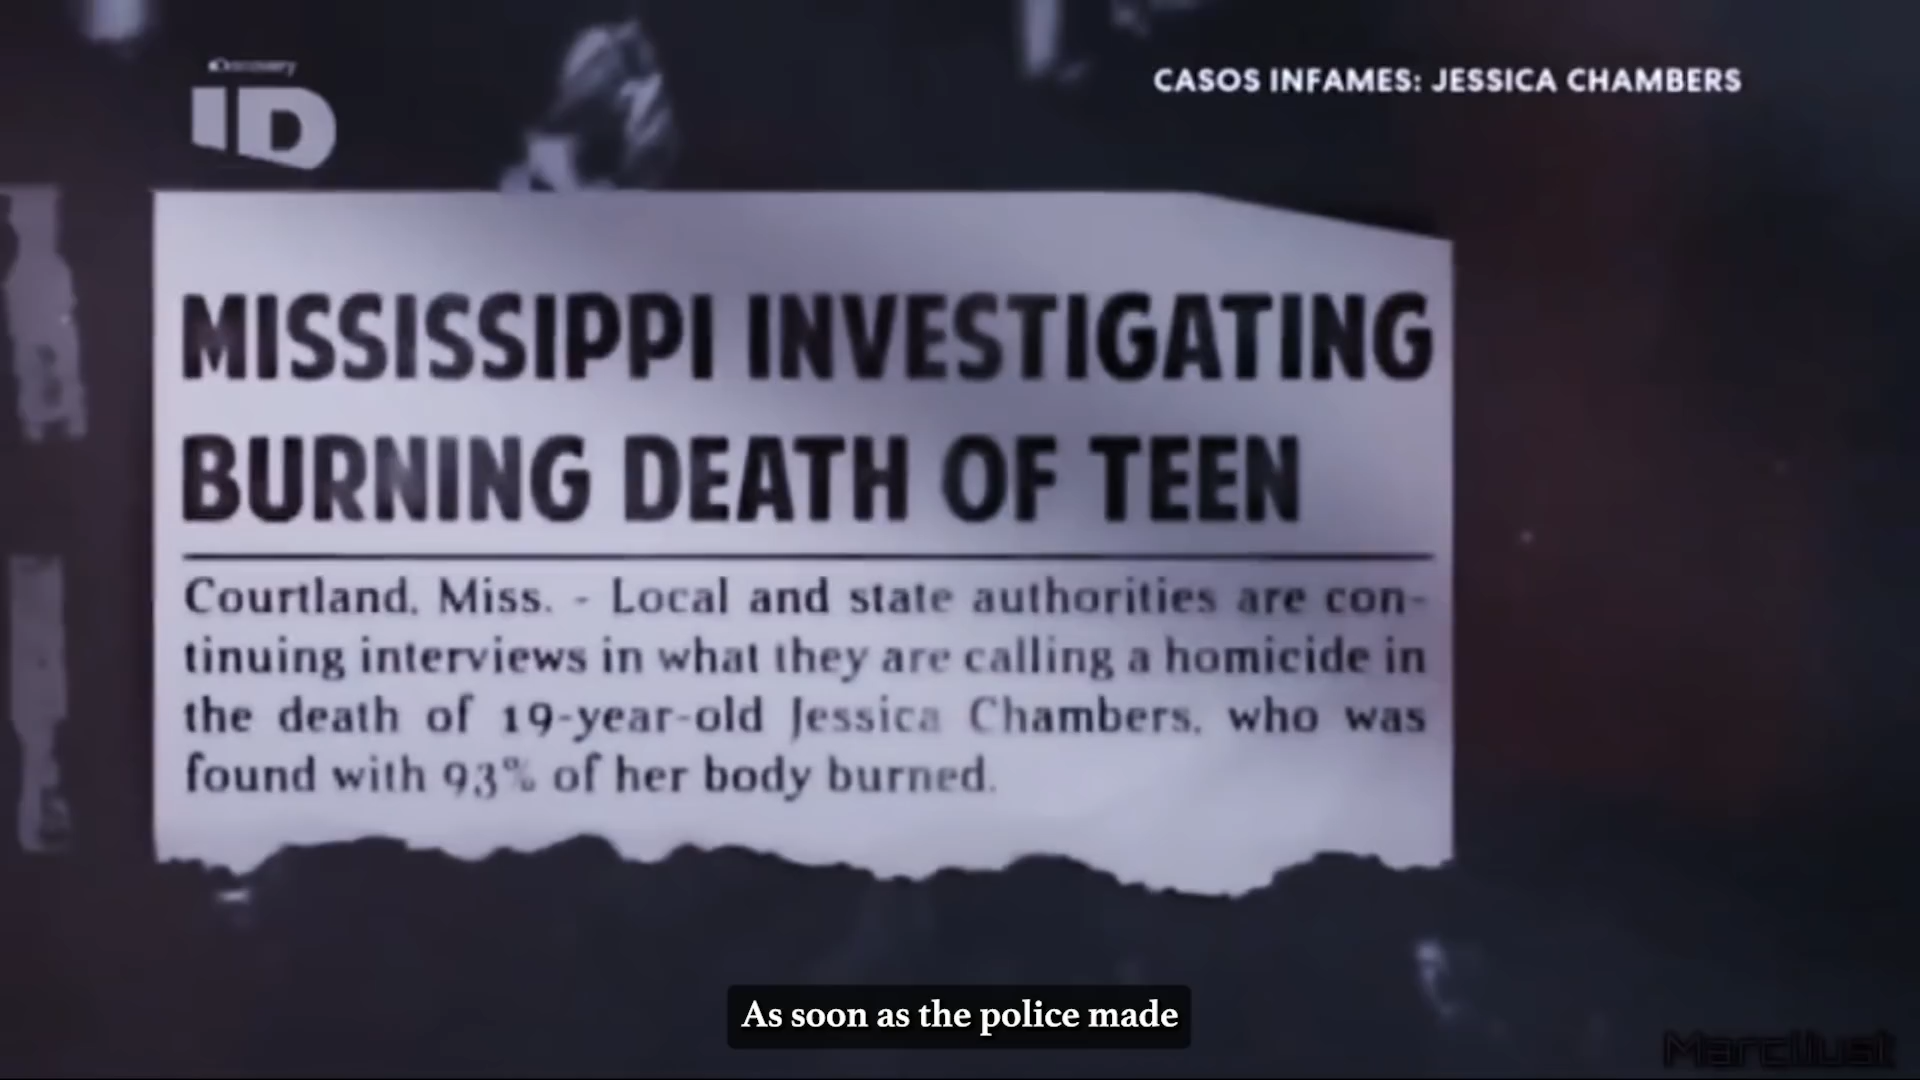 Discovery
CASOS INFAMES: JESSICA CHAMBERS
ID
MISSISSIPPI INVESTIGATING
BURNING DEATH OF TEEN
Courtland, Miss. - Local and state authorities are con-
tinuing interviews in what they are calling a homicide in
the death of 19-year-old Jessica Chambers, who was
found with 93% of her body burned.
As soon as the police made